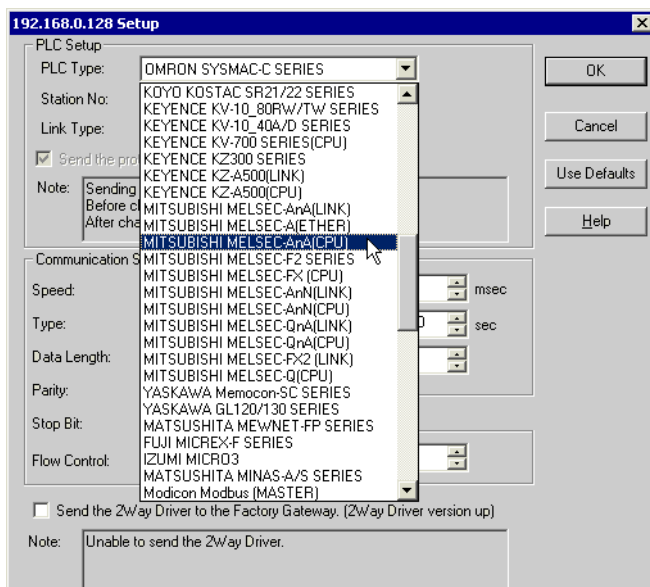 192.168.0.128 Setup
PLC Setup
PLC Type:
OMRON SYSMAC-C SERIES
OK
Station No:
Link Type:
Cancel
Send the pro
Use Defaults
Note:
Sending
Before c
After cha
Help
KOYO KOSTAC SR21/22 SERIES
KEYENCE KV-10_80RW/TW SERIES
KEYENCE KV-10_40A/D SERIES
KEYENCE KV-700 SERIES(CPU)
KEYENCE KZ300 SERIES
KEYENCE KZ-A500(LINK)
KEYENCE KZ-A500(CPU)
MITSUBISHI MELSEC-AnA(LINK)
MITSUBISHI MELSEC-A(ETHER)
MITSUBISHI MELSEC-AnA(CPU)
MITSUBISHI MELSEC-F2 SERIES
MITSUBISHI MELSEC-FX (CPU)
MITSUBISHI MELSEC-AnN(LINK)
MITSUBISHI MELSEC-AnN(CPU)
MITSUBISHI MELSEC-QnA(LINK)
MITSUBISHI MELSEC-QnA(CPU)
MITSUBISHI MELSEC-FX2 (LINK)
MITSUBISHI MELSEC-Q(CPU)
YASKAWA Memocon-SC SERIES
YASKAWA GL120/130 SERIES
MATSUSHITA MEWNET-FP SERIES
FUJI MICREX-F SERIES
IZUMI MICRO3
MATSUSHITA MINAS-A/S SERIES
Modicon Modbus (MASTER)
Communication S
Speed:
msec
Type:
0 sec
Data Length:
Parity:
Stop Bit:
Flow Control:
Send the 2Way Driver to the Factory Gateway. (2Way Driver version up)
Note:
Unable to send the 2Way Driver.